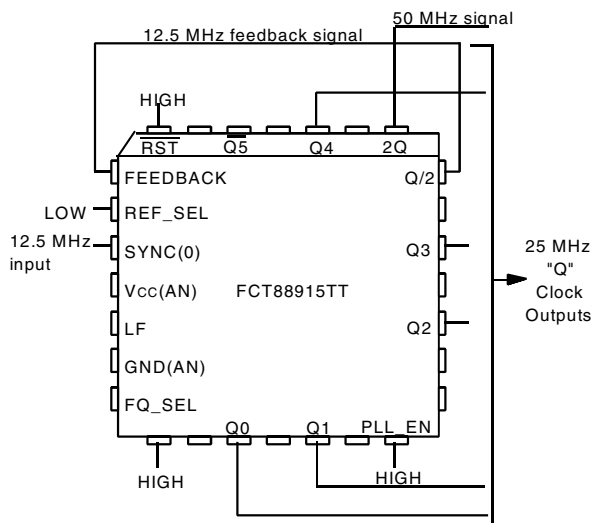 50 MHz signal
12.5 MHz feedback signal
HIGH
RST Q5 Q4 2Q
FEEDBACK Q/2
LOW REF_SEL
12.5 MHz
input
SYNC(0) Q3
25 MHz
"Q"
Clock
Outputs
VCC(AN) FCT88915TT
LF Q2
GND(AN)
FQ_SEL
Q0 Q1 PLL_EN
HIGH HIGH